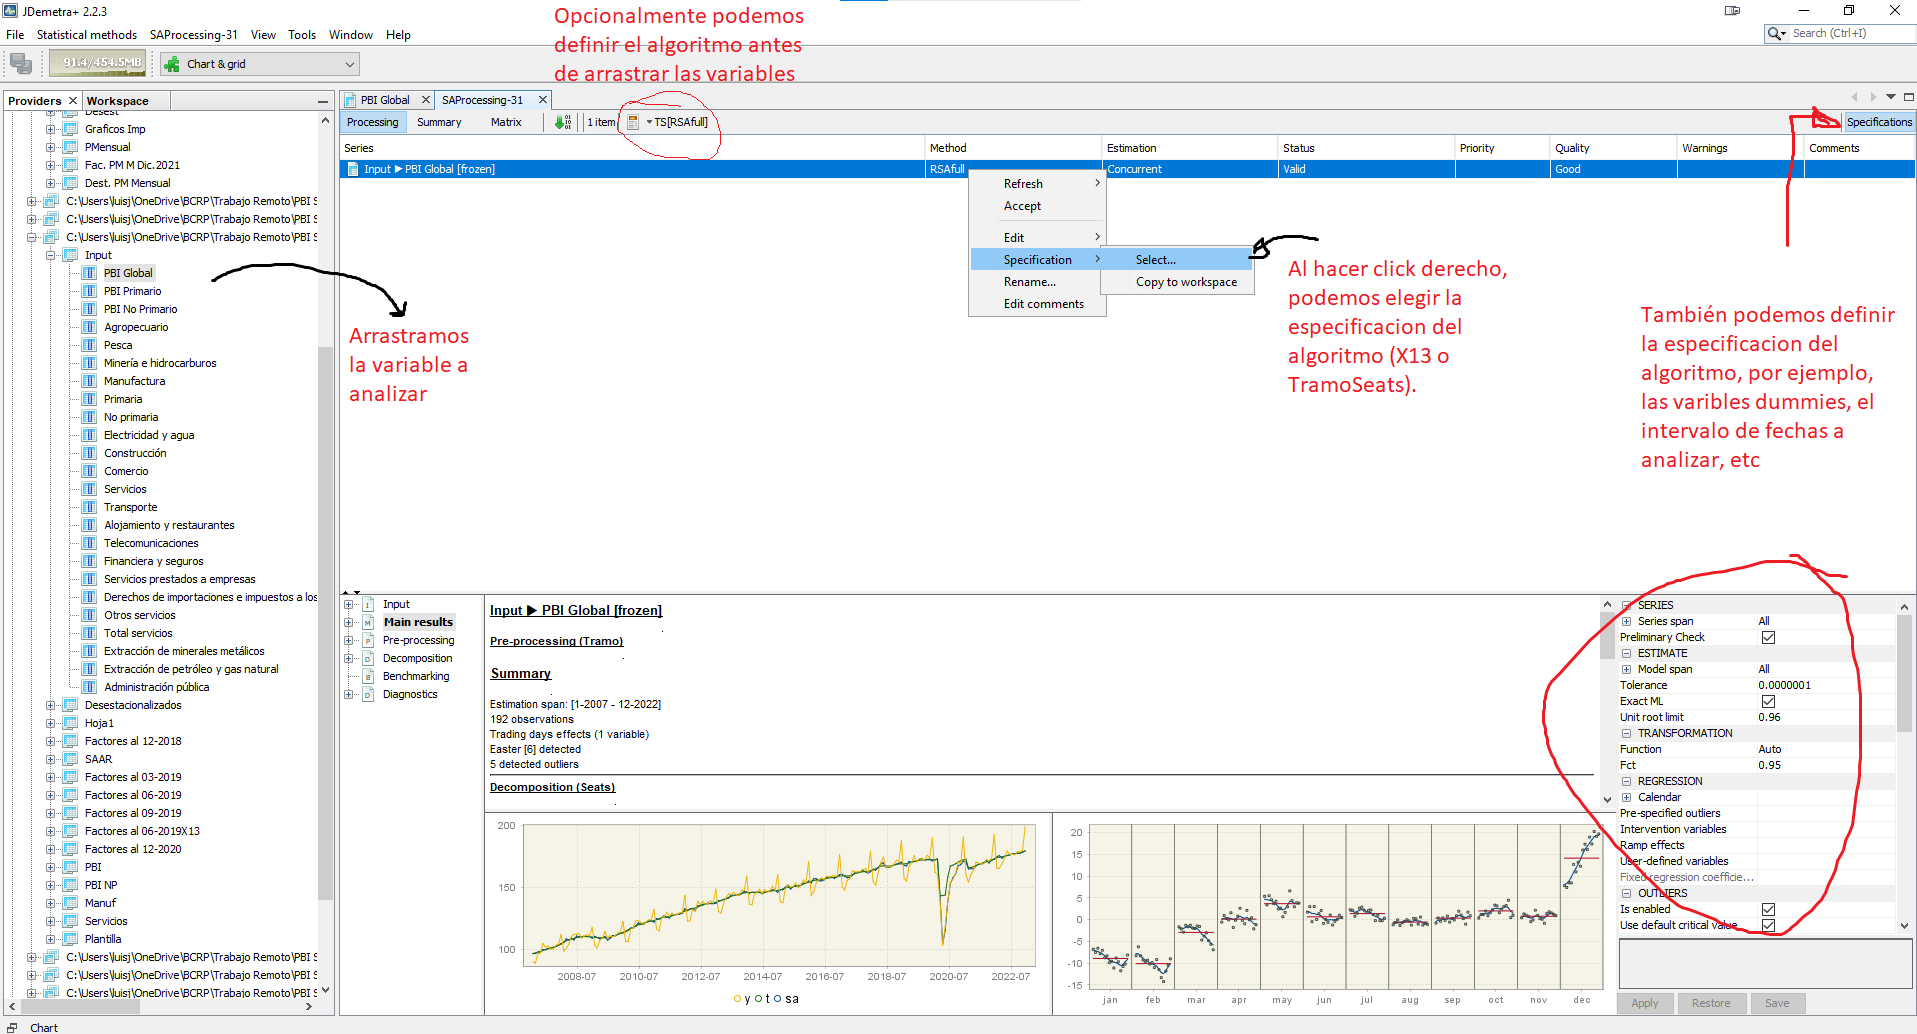 JDemetra+ 2.2.3
File Statistical methods SAProcessing-31 View Tools Window Help
Search (Ctrl+I)
91.4/454.5MB
Chart & grid
Opcionalmente podemos
definir el algoritmo antes
de arrastrar las variables
Providers Workspace
Desest
Graficos Imp
PMensual
Fac. PM M Dic.2021
Dest. PM Mensual
C:\Users\luisj\OneDrive\BCRP\Trabajo Remoto\PBI S
C:\Users\luisj\OneDrive\BCRP\Trabajo Remoto\PBI S
C:\Users\luisj\OneDrive\BCRP\Trabajo Remoto\PBI S
Input
PBI Global
PBI Primario
PBI No Primario
Agropecuario
Pesca
Minería e hidrocarburos
Manufactura
Primaria
No primaria
Electricidad y agua
Construcción
Comercio
Servicios
Transporte
Alojamiento y restaurantes
Telecomunicaciones
Financiera y seguros
Servicios prestados a empresas
Derechos de importaciones e impuestos a los
Otros servicios
Total servicios
Extracción de minerales metálicos
Extracción de petróleo y gas natural
Administración pública
Desestacionalizados
Hoja1
Factores al 12-2018
SAAR
Factores al 03-2019
Factores al 06-2019
Factores al 09-2019
Factores al 06-2019X13
Factores al 12-2020
PBI
PBI NP
Manuf
Servicios
Plantilla
C:\Users\luisj\OneDrive\BCRP\Trabajo Remoto\PBI S
C:\Users\luisj\OneDrive\BCRP\Trabajo Remoto\PBI S
C:\Users\luisj\OneDrive\BCRP\Trabajo Remoto\PBI S
Chart
PBI Global SAProcessing-31
Processing Summary Matrix 1 item TS[RSAfull] Specifications
Series Method Estimation Status Priority Quality Warnings Comments
Input ▶ PBI Global [frozen] RSAfull Concurrent Valid Good
Refresh
Accept
Edit
Specification
Rename...
Edit comments
Select...
Copy to workspace
Arrastramos
la variable a
analizar
Al hacer click derecho,
podemos elegir la
especificacion del
algoritmo (X13 o
TramoSeats).
También podemos definir
la especificacion del
algoritmo, por ejemplo,
las varibles dummies, el
intervalo de fechas a
analizar, etc
Input
Main results
Pre-processing
Decomposition
Benchmarking
Diagnostics
Input ▶ PBI Global [frozen]
Pre-processing (Tramo)
Summary
Estimation span: [1-2007 - 12-2022]
192 observations
Trading days effects (1 variable)
Easter [6] detected
5 detected outliers
Decomposition (Seats)
200
150
100
2008-07 2010-07 2012-07 2014-07 2016-07 2018-07 2020-07 2022-07
y t sa
20
15
10
5
0
-5
-10
-15
jan feb mar apr may jun jul aug sep oct nov dec
SERIES
Series span All
Preliminary Check
ESTIMATE
Model span All
Tolerance 0.0000001
Exact ML
Unit root limit 0.96
TRANSFORMATION
Function Auto
Fct 0.95
REGRESSION
Calendar
Pre-specified outliers
Intervention variables
Ramp effects
User-defined variables
Fixed regression coefficie...
OUTLIERS
Is enabled
Use default critical value
Apply Restore Save